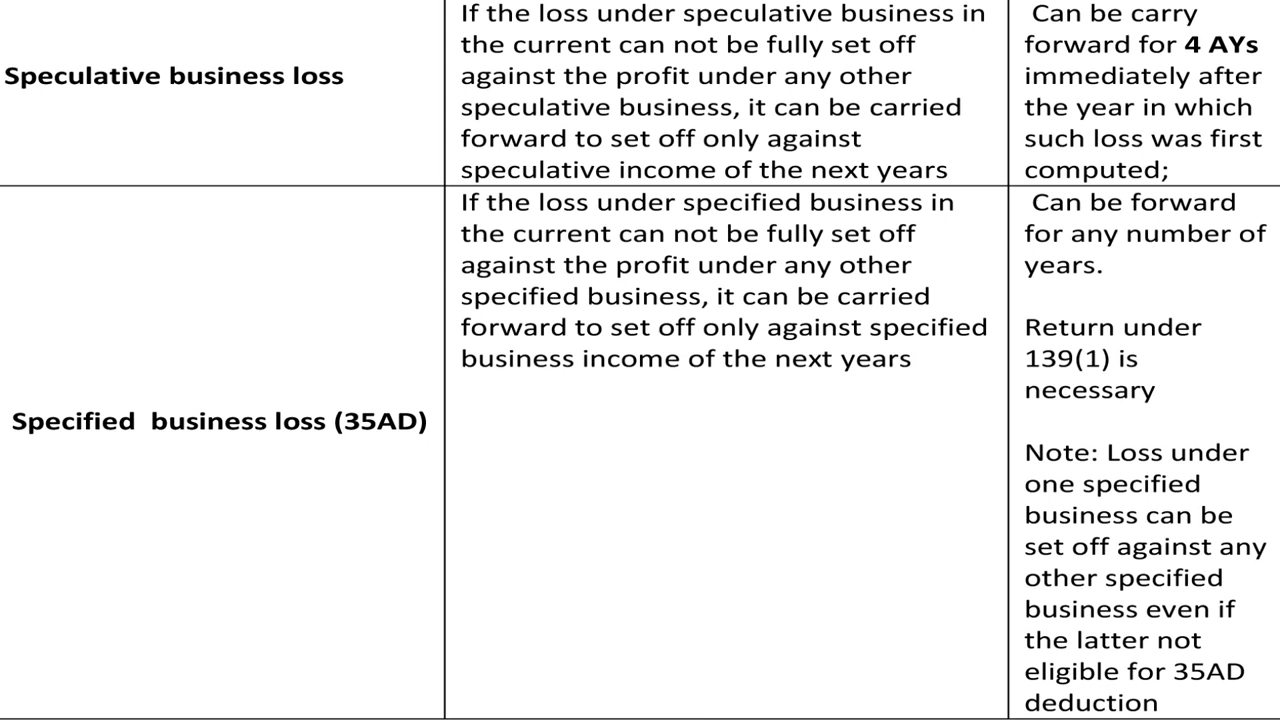 Speculative business loss
If the loss under speculative business in
the current can not be fully set off
against the profit under any other
speculative business, it can be carried
forward to set off only against
speculative income of the next years
Can be carry
forward for 4 AYs
immediately after
the year in which
such loss was first
computed;
Specified business loss (35AD)
If the loss under specified business in
the current can not be fully set off
against the profit under any other
specified business, it can be carried
forward to set off only against specified
business income of the next years
Can be forward
for any number of
years.
Return under
139(1) is
necessary
Note: Loss under
one specified
business can be
set off against any
other specified
business even if
the latter not
eligible for 35AD
deduction